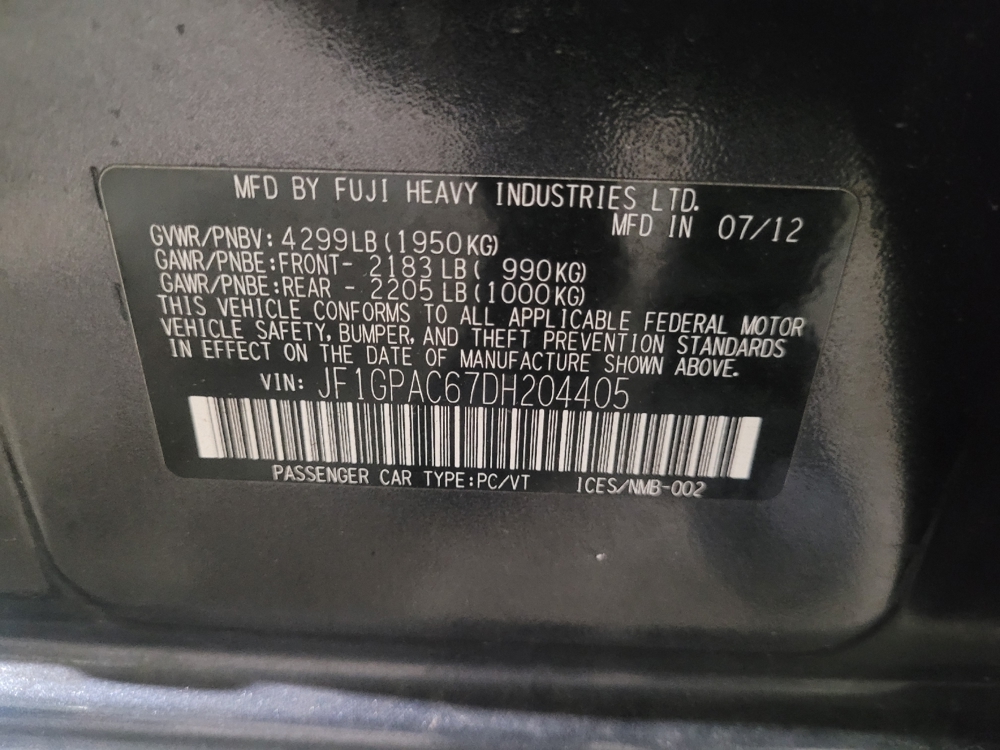 MFD BY FUJI HEAVY INDUSTRIES LTD.
MFD IN 07/12
GVWR/PNBV: 4299LB(1950KG)
GAWR/PNBE:FRONT- 2183LB( 990KG)
GAWR/PNBE:REAR - 2205LB(1000KG)
THIS VEHICLE CONFORMS TO ALL APPLICABLE FEDERAL MOTOR
VEHICLE SAFETY, BUMPER, AND THEFT PREVENTION STANDARDS
IN EFFECT ON THE DATE OF MANUFACTURE SHOWN ABOVE.
VIN: JF1GPAC67DH204405
PASSENGER CAR TYPE:PC/VT ICES/NMB-002